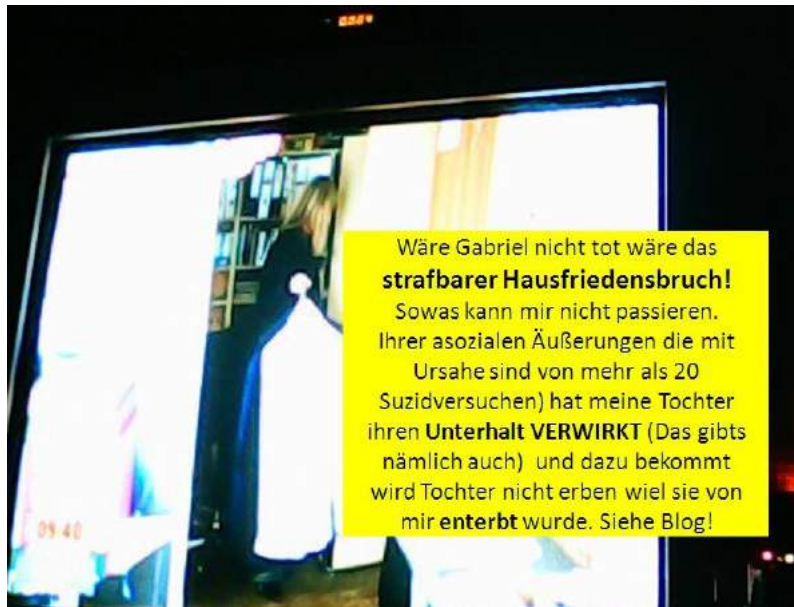 Wäre Gabriel nicht tot wäre das
strafbarer Hausfriedensbruch!
Sowas kann mir nicht passieren.
Ihrer asozialen Äußerungen die mit
Ursahe sind von mehr als 20
Suzidversuchen) hat meine Tochter
ihren Unterhalt VERWIRKT (Das gibts
nämlich auch) und dazu bekommt
wird Tochter nicht erben wiel sie von
mir enterbt wurde. Siehe Blog!
09:40